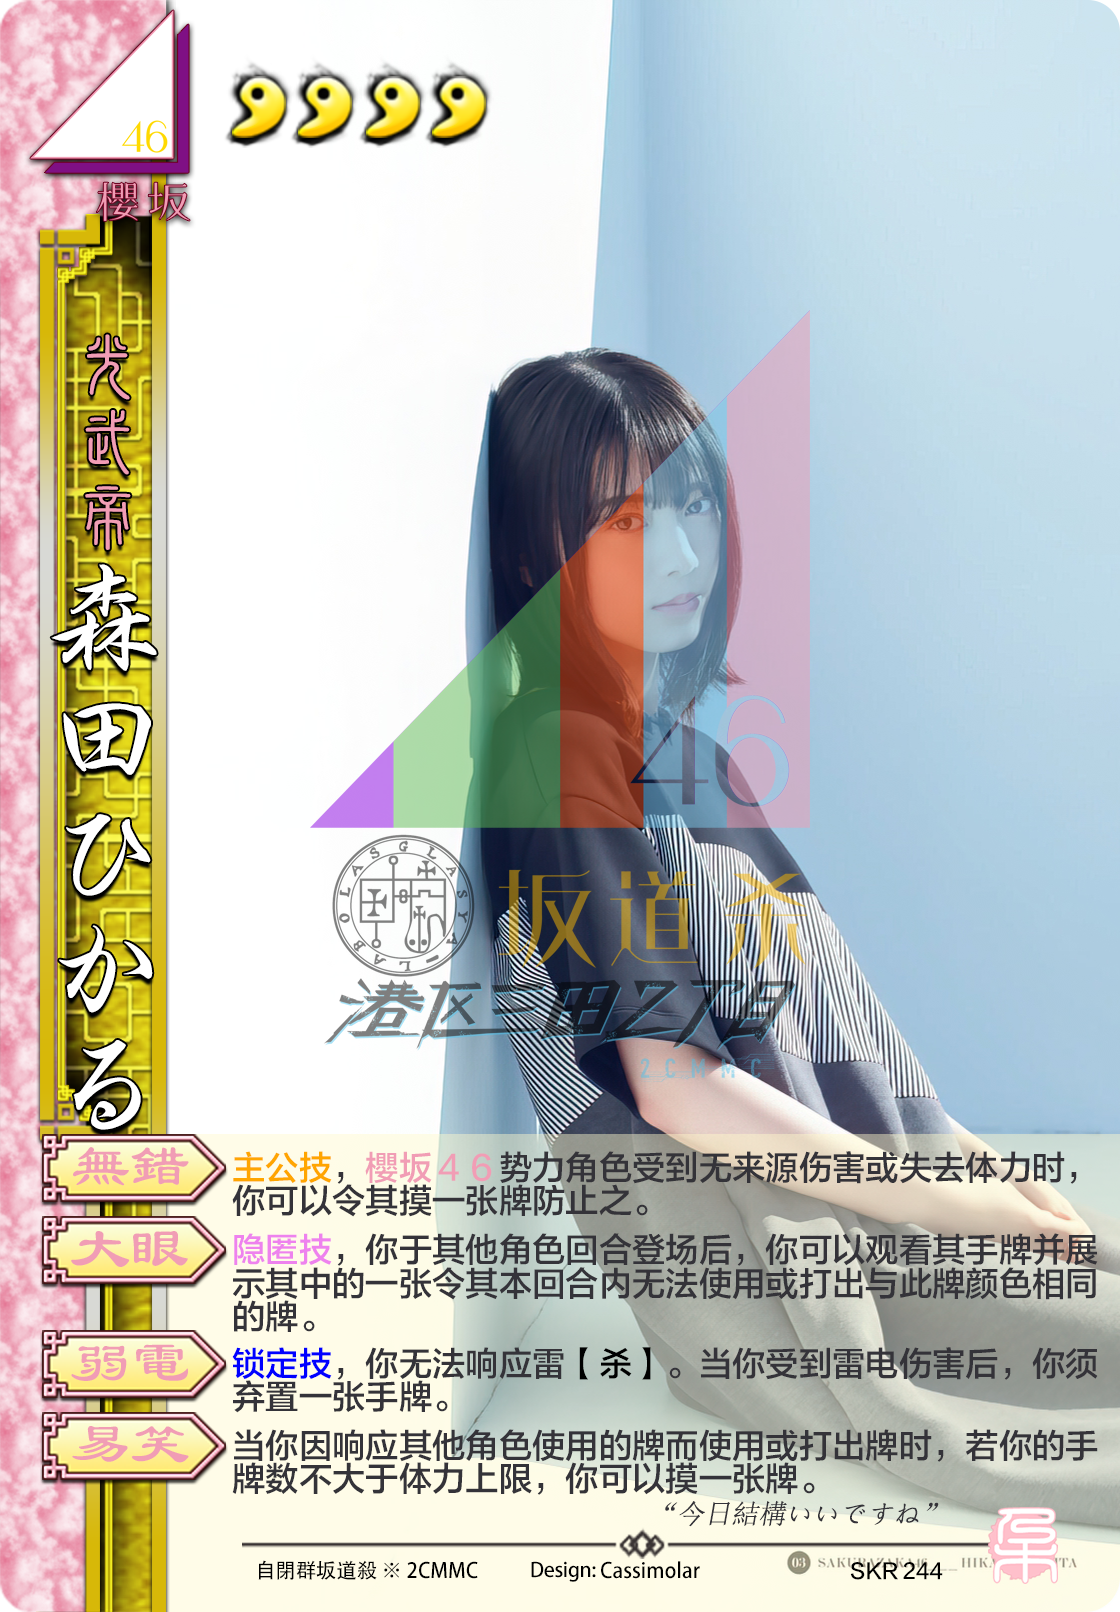 46
櫻坂
光武帝
森田ひかる
46
GLASYALABOLAS
坂道杀
港区三田2丁目
2CMMC
無錯
主公技，櫻坂４６势力角色受到无来源伤害或失去体力时，
你可以令其摸一张牌防止之。
大眼
隐匿技，你于其他角色回合登场后，你可以观看其手牌并展
示其中的一张令其本回合内无法使用或打出与此牌颜色相同
的牌。
弱電
锁定技，你无法响应雷【杀】。当你受到雷电伤害后，你须
弃置一张手牌。
易笑
当你因响应其他角色使用的牌而使用或打出牌时，若你的手
牌数不大于体力上限，你可以摸一张牌。
“今日結構いいですね”
自閉群坂道殺 ※ 2CMMC
Design: Cassimolar
03
SKR 244